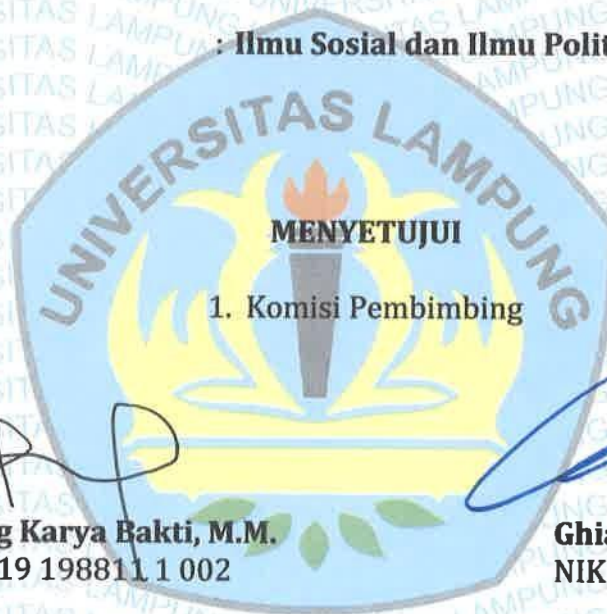 : Ilmu Sosial dan Ilmu Polit
UNIVERSITAS LAMPUNG
MENYETUJUI
1. Komisi Pembimbing
g Karya Bakti, M.M.
Ghia
19 198811 1 002
NIK